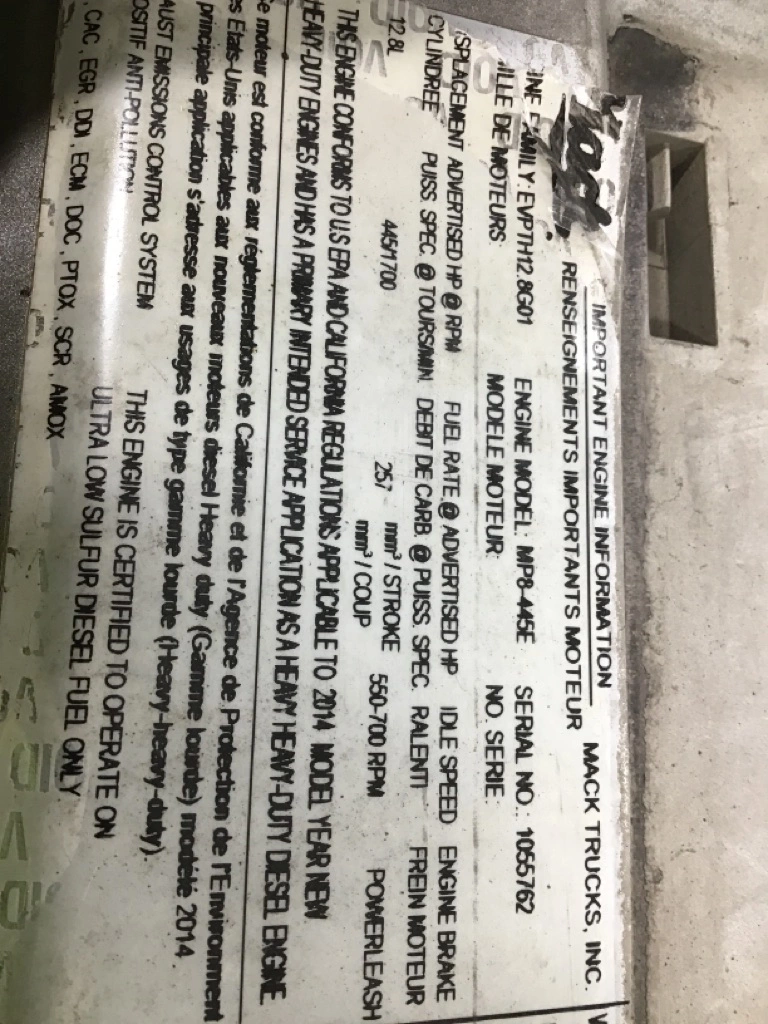 IMPORTANT ENGINE INFORMATION MACK TRUCKS, INC.
RENSEIGNEMENTS IMPORTANTS MOTEUR
INE FAMILY: EVPTH12.8G01 ENGINE MODEL: MP8-445E SERIAL NO.: 1055762
ILLE DE MOTEURS: MODELE MOTEUR: NO. SERIE:
ISPLACEMENT ADVERTISED HP @ RPM FUEL RATE @ ADVERTISED HP IDLE SPEED ENGINE BRAKE
CYLINDREE PUISS. SPEC. @ TOURS/MIN. DEBIT DE CARB. @ PUISS. SPEC. RALENTI FREIN MOTEUR
12.8L 445/1700 257 mm³ / STROKE 550-700 RPM POWERLEASH
mm³ / COUP
THIS ENGINE CONFORMS TO U.S EPA AND CALIFORNIA REGULATIONS APPLICABLE TO 2014 MODEL YEAR NEW
HEAVY-DUTY ENGINES AND HAS A PRIMARY INTENDED SERVICE APPLICATION AS A HEAVY HEAVY-DUTY DIESEL ENGINE
e moteur est conforme aux réglementations de Californie et de l'Agence de Protection de l'Environment
es Etats-Unis applicables aux nouveaux moteurs diesel Heavy duty (Gamme lourde) modèlé 2014.
principale application s'adresse aux usages de type gamme lourde (Heavy-heavy-duty).
AUST EMISSIONS CONTROL SYSTEM THIS ENGINE IS CERTIFIED TO OPERATE ON
OSITIF ANTI-POLLUTION ULTRA LOW SULFUR DIESEL FUEL ONLY
, CAC , EGR , DDI , ECM , DOC , PTOX , SCR , AMOX